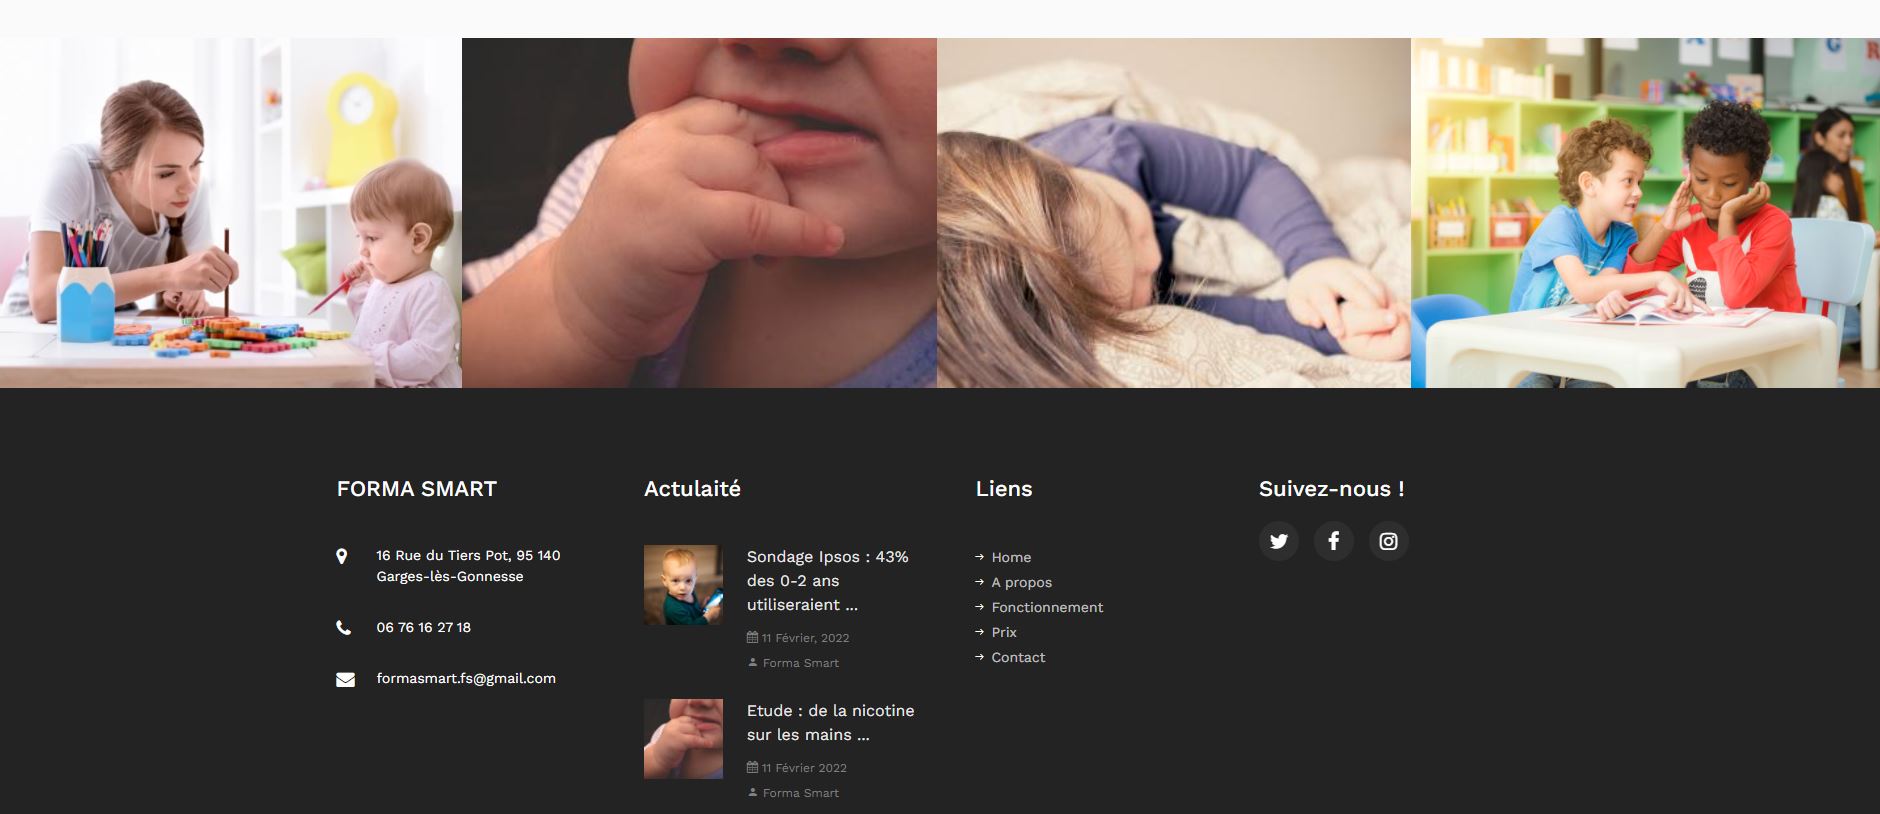 FORMA SMART
16 Rue du Tiers Pot, 95 140
Garges-lès-Gonnesse
06 76 16 27 18
formasmart.fs@gmail.com
Actulaité
Sondage Ipsos : 43%
des 0-2 ans
utiliseraient ...
11 Février, 2022
Forma Smart
Etude : de la nicotine
sur les mains ...
11 Février 2022
Forma Smart
Liens
Home
A propos
Fonctionnement
Prix
Contact
Suivez-nous !